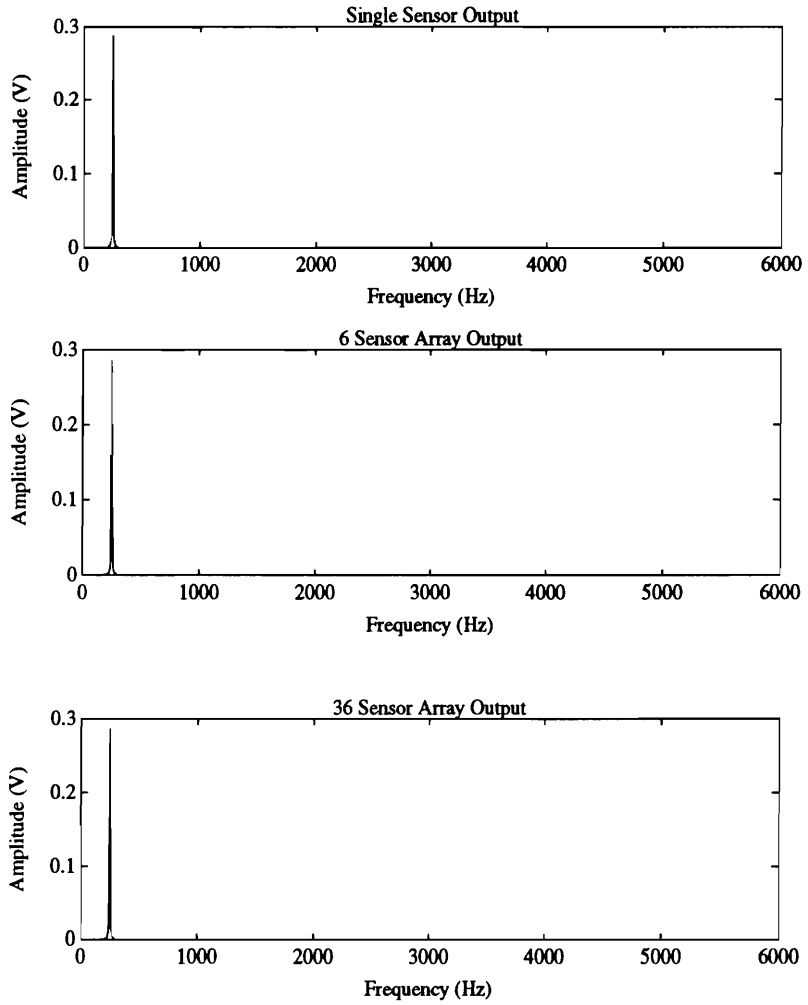 Single Sensor Output
0.3
0.2
0.1
0
Amplitude (V)
0 1000 2000 3000 4000 5000 6000
Frequency (Hz)
6 Sensor Array Output
0.3
0.2
0.1
0
Amplitude (V)
0 1000 2000 3000 4000 5000 6000
Frequency (Hz)
36 Sensor Array Output
0.3
0.2
0.1
0
Amplitude (V)
0 1000 2000 3000 4000 5000 6000
Frequency (Hz)